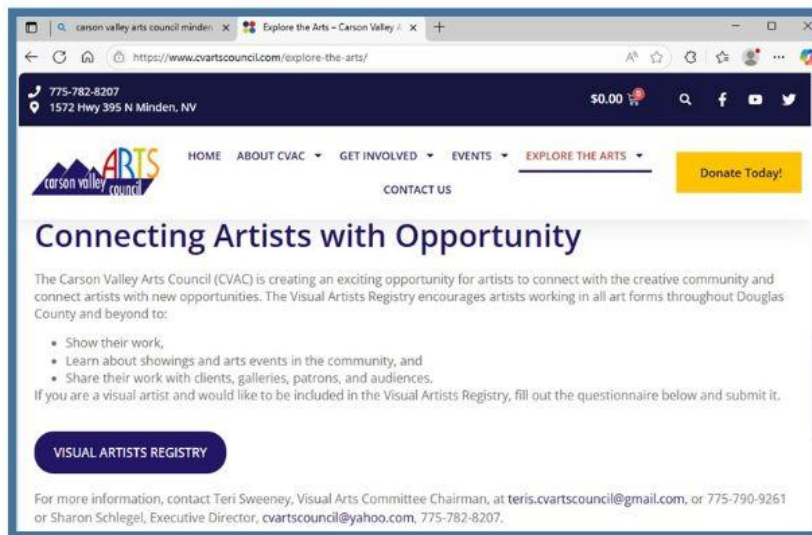 carson valley arts council minden
Explore the Arts – Carson Valley A
https://www.cvartscouncil.com/explore-the-arts/
775-782-8207
1572 Hwy 395 N Minden, NV
$0.00 0
carson valley ARTS council
HOME ABOUT CVAC GET INVOLVED EVENTS EXPLORE THE ARTS
CONTACT US
Donate Today!
Connecting Artists with Opportunity
The Carson Valley Arts Council (CVAC) is creating an exciting opportunity for artists to connect with the creative community and
connect artists with new opportunities. The Visual Artists Registry encourages artists working in all art forms throughout Douglas
County and beyond to:
• Show their work,
• Learn about showings and arts events in the community, and
• Share their work with clients, galleries, patrons, and audiences.
If you are a visual artist and would like to be included in the Visual Artists Registry, fill out the questionnaire below and submit it.
VISUAL ARTISTS REGISTRY
For more information, contact Teri Sweeney, Visual Arts Committee Chairman, at teris.cvartscouncil@gmail.com, or 775-790-9261
or Sharon Schlegel, Executive Director, cvartscouncil@yahoo.com, 775-782-8207.